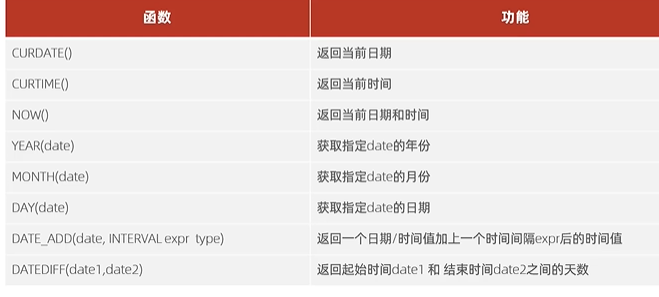 函数 功能
CURDATE() 返回当前日期
CURTIME() 返回当前时间
NOW() 返回当前日期和时间
YEAR(date) 获取指定date的年份
MONTH(date) 获取指定date的月份
DAY(date) 获取指定date的日期
DATE_ADD(date, INTERVAL expr type) 返回一个日期/时间值加上一个时间间隔expr后的时间值
DATEDIFF(date1,date2) 返回起始时间date1 和 结束时间date2之间的天数